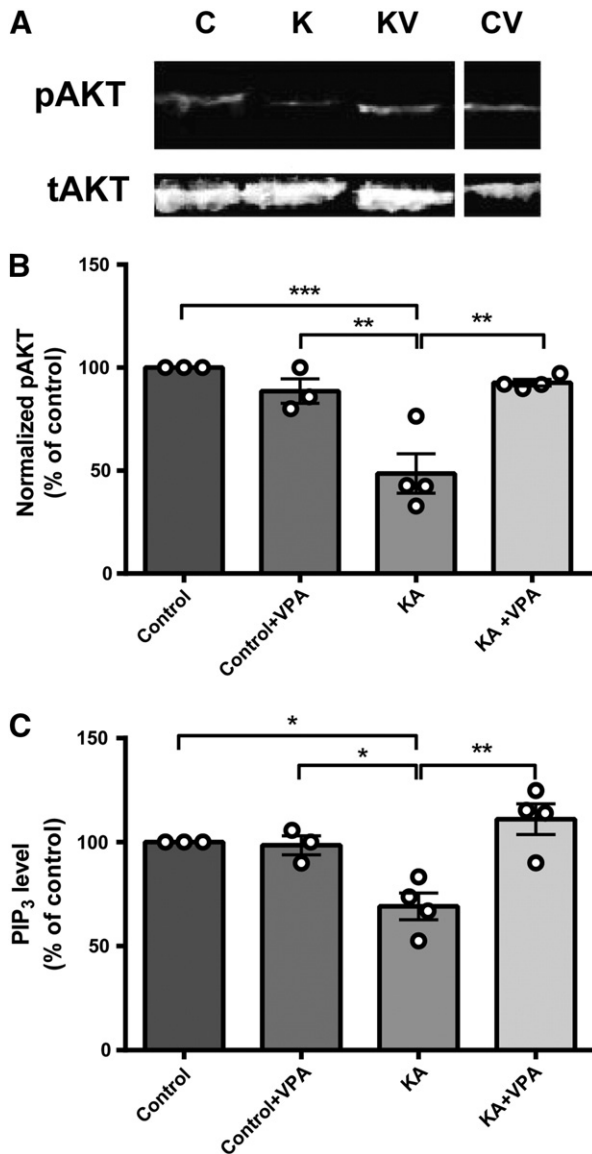 A
C K KV CV
pAKT
tAKT
B
Normalized pAKT
(% of control)
150
100
50
0
***
** **
Control Control+VPA KA KA +VPA
C
PIP₃ level
(% of control)
150
100
50
0
*
* **
Control Control+VPA KA KA+VPA